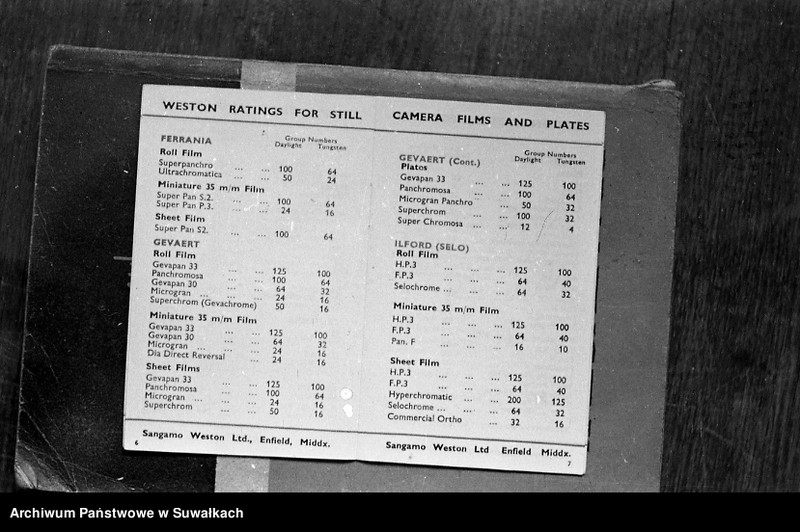 WESTON RATINGS FOR STILL
FERRANIA Group Numbers
Daylight Tungsten
Roll Film
Superpanchro ... ... 100 64
Ultrachromatica ... ... 50 24
Miniature 35 m/m Film
Super Pan S.2. ... ... 100 64
Super Pan P.3. ... ... 24 16
Sheet Film
Super Pan S2. ... ... 100 64
GEVAERT
Roll Film
Gevapan 33 ... ... 125 100
Panchromosa ... ... 100 64
Gevapan 30 ... ... 64 32
Microgran ... ... ... 24 16
Superchrom (Gevachrome) 50 16
Miniature 35 m/m Film
Gevapan 33 ... ... 125 100
Gevapan 30 ... ... 64 32
Microgran ... ... ... 24 16
Dia Direct Reversal ... 24 16
Sheet Films
Gevapan 33 ... ... 125 100
Panchromosa ... ... 100 64
Microgran ... ... ... 24 16
Superchrom ... ... 50 16
6 Sangamo Weston Ltd., Enfield, Middx.
CAMERA FILMS AND PLATES
Group Numbers
GEVAERT (Cont.) Daylight Tungsten
Plates
Gevapan 33 ... ... 125 100
Panchromosa ... ... 100 64
Microgran Panchro ... 50 32
Superchrom ... ... 100 32
Super Chromosa ... ... 12 4
ILFORD (SELO)
Roll Film
H.P.3 ... ... ... 125 100
F.P.3 ... ... ... 64 40
Selochrome ... ... ... 64 32
Miniature 35 m/m Film
H.P.3 ... ... ... 125 100
F.P.3 ... ... ... 64 40
Pan. F ... ... ... 16 10
Sheet Film
H.P.3 ... ... ... 125 100
F.P.3 ... ... ... 64 40
Hyperchromatic ... ... 200 125
Selochrome ... ... ... 64 32
Commercial Ortho ... 32 16
Sangamo Weston Ltd Enfield Middx.
7
Archiwum Państwowe w Suwałkach